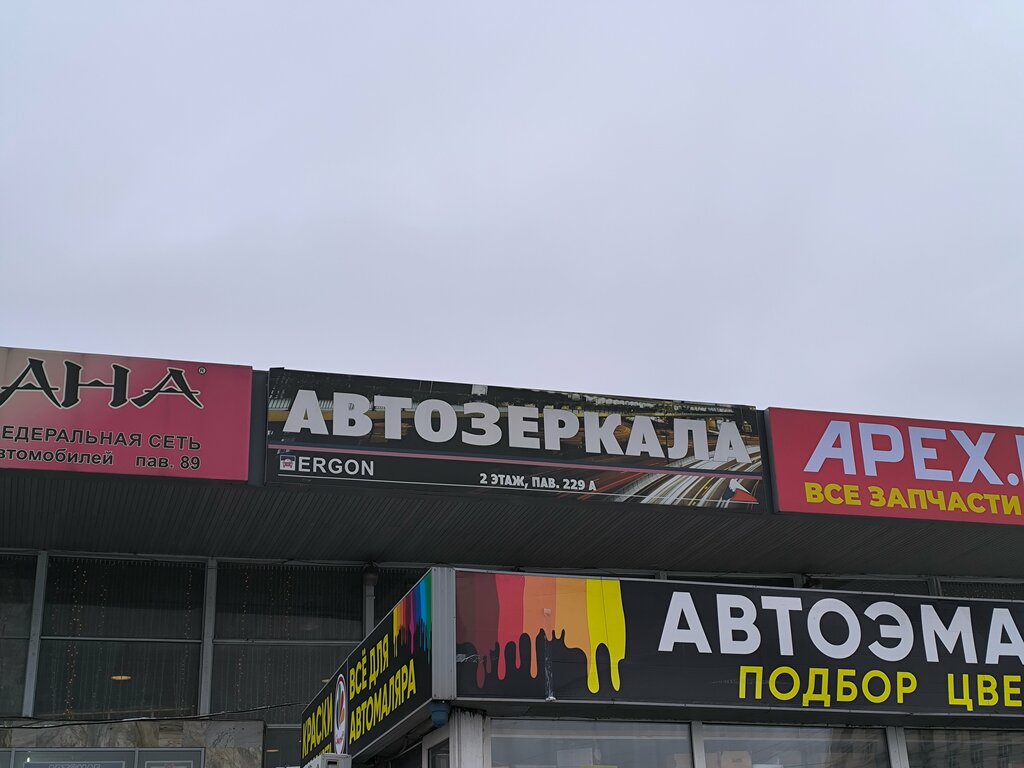 АНА®
ЕДЕРАЛЬНАЯ СЕТЬ
втомобилей пав. 89
АВТОЗЕРКАЛА
ERGON
2 ЭТАЖ, ПАВ. 229 А
APEX.
ВСЕ ЗАПЧАСТИ
КРАСКИ
ВСЁ ДЛЯ
АВТОМАЛЯРА
АВТОЭМА
ПОДБОР ЦВЕ